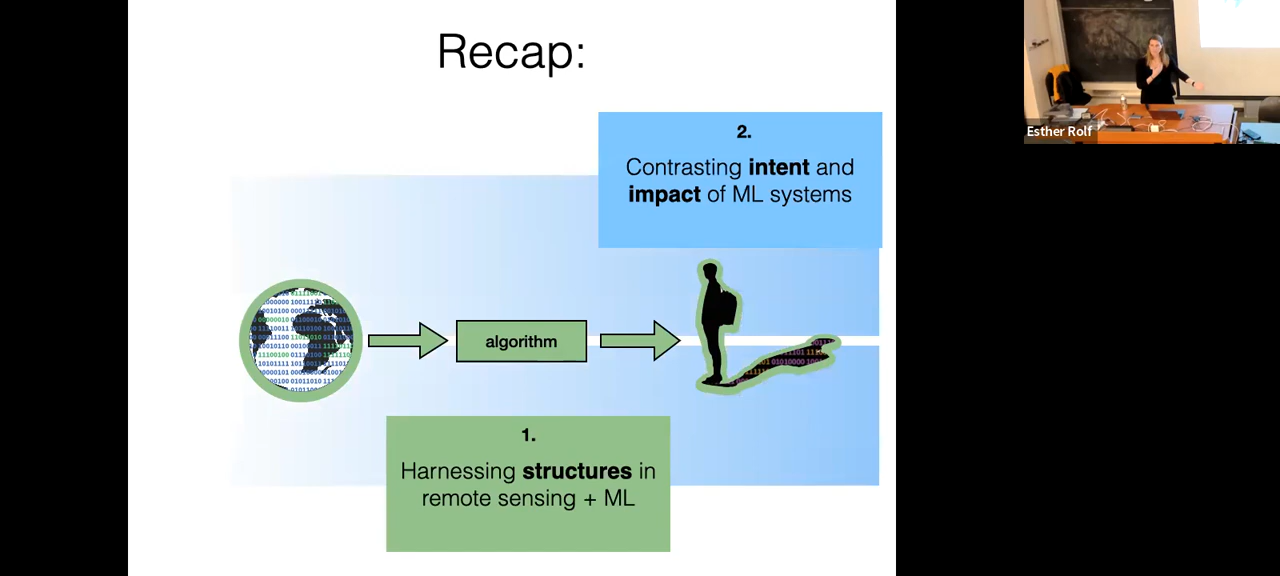 Recap:
2.
Contrasting intent and
impact of ML systems
algorithm
1.
Harnessing structures in
remote sensing + ML
Esther Rolf